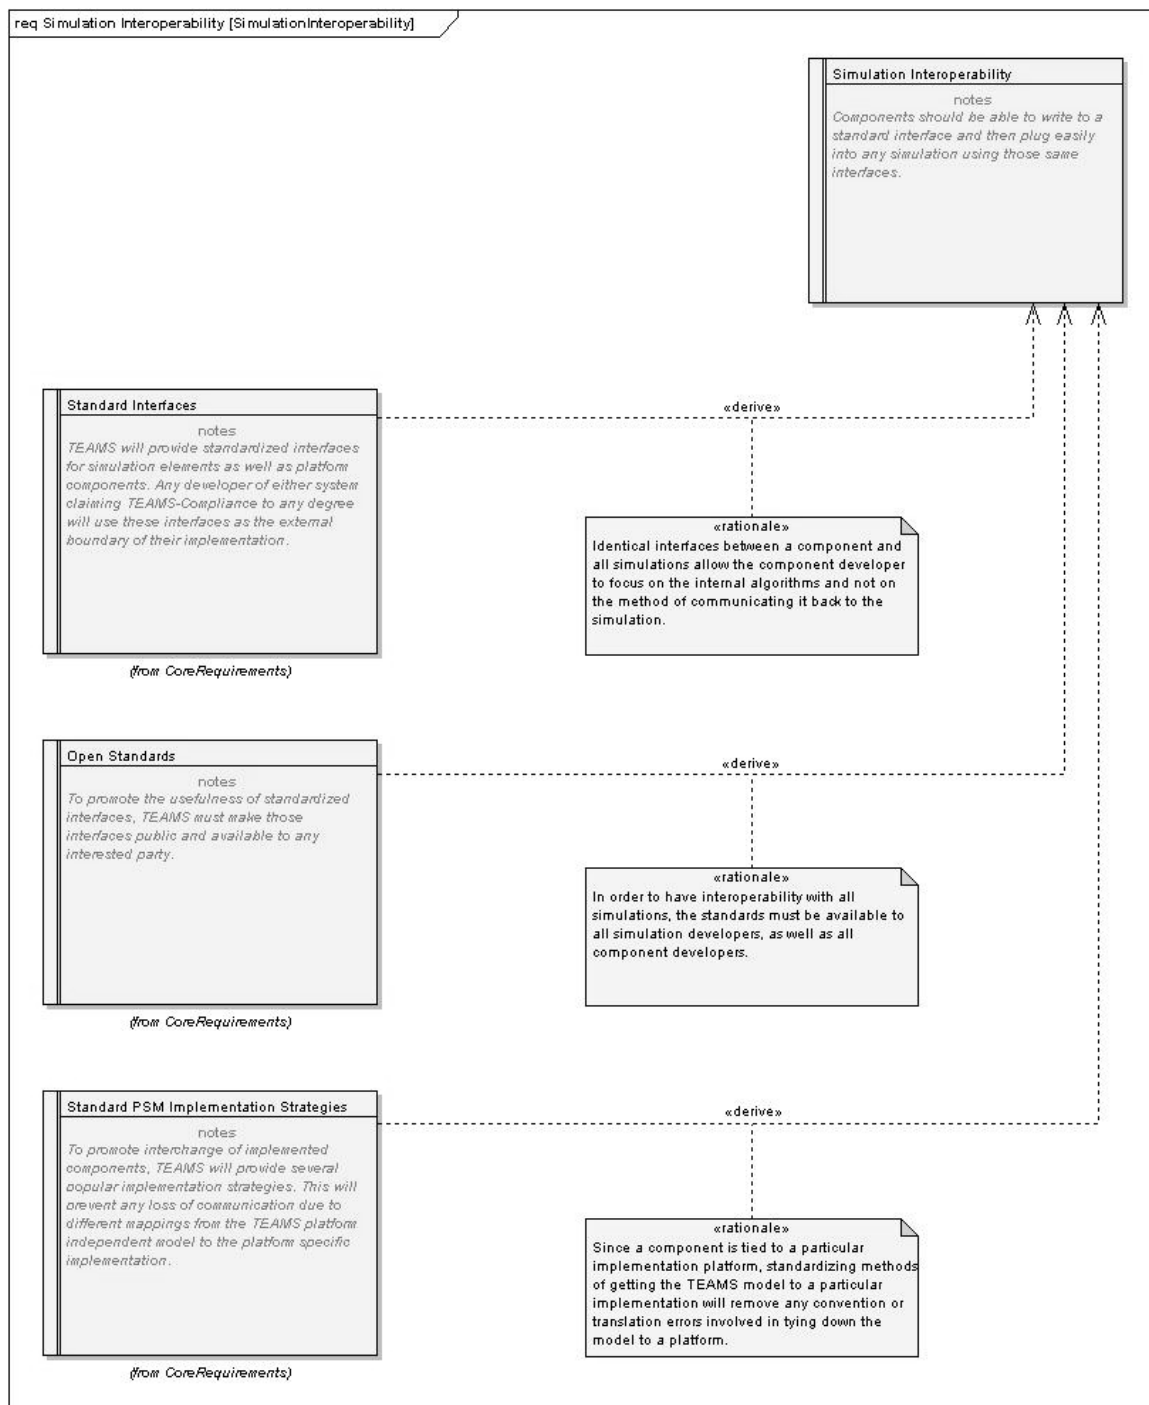 req Simulation Interoperability [SimulationInteroperability]
Simulation Interoperability
notes
Components should be able to write to a
standard interface and then plug easily
into any simulation using those same
interfaces.
Standard Interfaces
notes
TEAMS will provide standardized interfaces
for simulation elements as well as platform
components. Any developer of either system
claiming TEAMS-Compliance to any degree
will use these interfaces as the external
boundary of their implementation.
(from CoreRequirements)
«derive»
«rationale»
Identical interfaces between a component and
all simulations allow the component developer
to focus on the internal algorithms and not on
the method of communicating it back to the
simulation.
Open Standards
notes
To promote the usefulness of standardized
interfaces, TEAMS must make those
interfaces public and available to any
interested party.
(from CoreRequirements)
«derive»
«rationale»
In order to have interoperability with all
simulations, the standards must be available to
all simulation developers, as well as all
component developers.
Standard PSM Implementation Strategies
notes
To promote interchange of implemented
components, TEAMS will provide several
popular implementation strategies. This will
prevent any loss of communication due to
different mappings from the TEAMS platform
independent model to the platform specific
implementation.
(from CoreRequirements)
«derive»
«rationale»
Since a component is tied to a particular
implementation platform, standardizing methods
of getting the TEAMS model to a particular
implementation will remove any convention or
translation errors involved in tying down the
model to a platform.